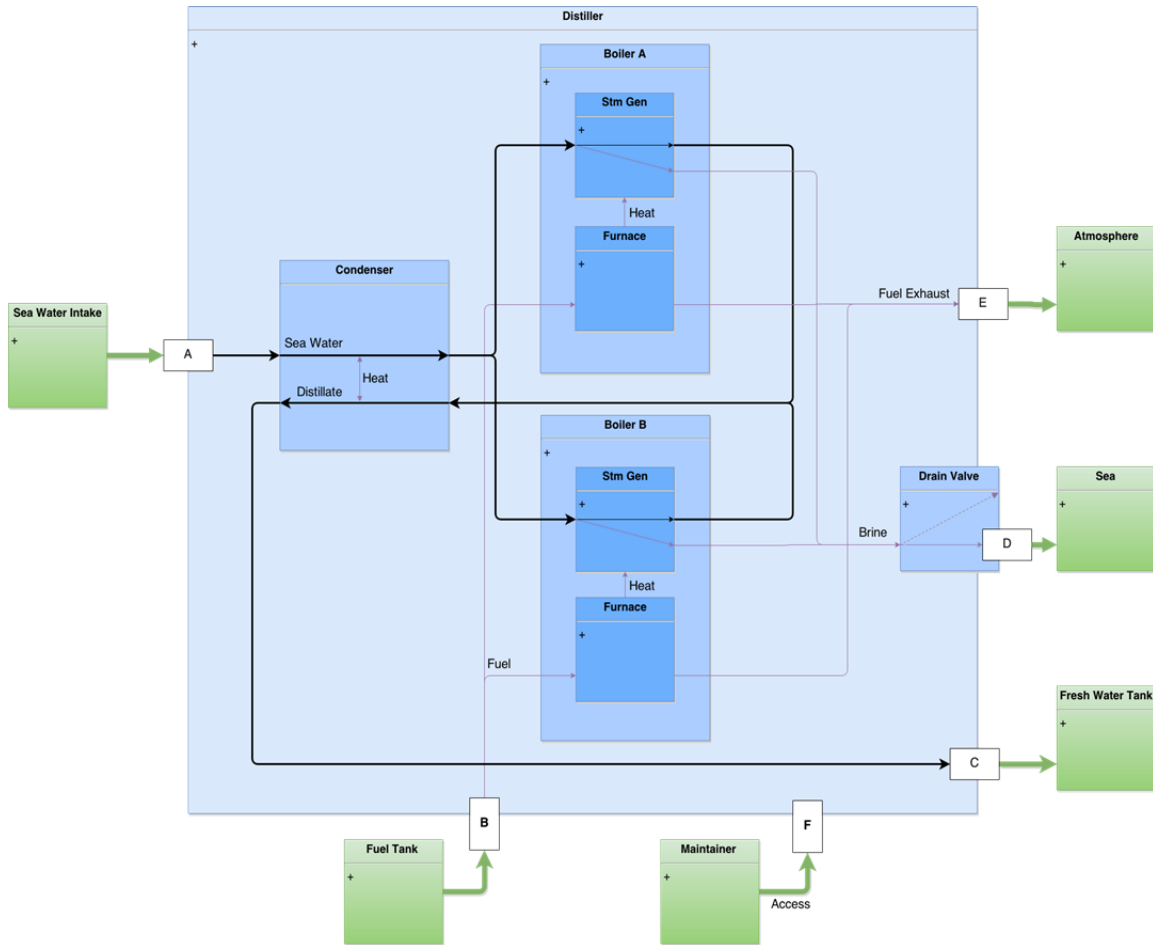 Distiller
+
Boiler A
+
Stm Gen
+
Heat
Furnace
+
Condenser
Sea Water
Heat
Distillate
Sea Water Intake
+
A
Fuel Exhaust
E
Atmosphere
+
Boiler B
+
Stm Gen
+
Heat
Furnace
+
Fuel
Brine
Drain Valve
+
D
Sea
+
Fresh Water Tank
+
C
B
F
Fuel Tank
+
Maintainer
+
Access